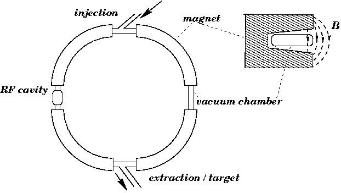 injection
magnet
B
RF cavity
vacuum chamber
extraction / target